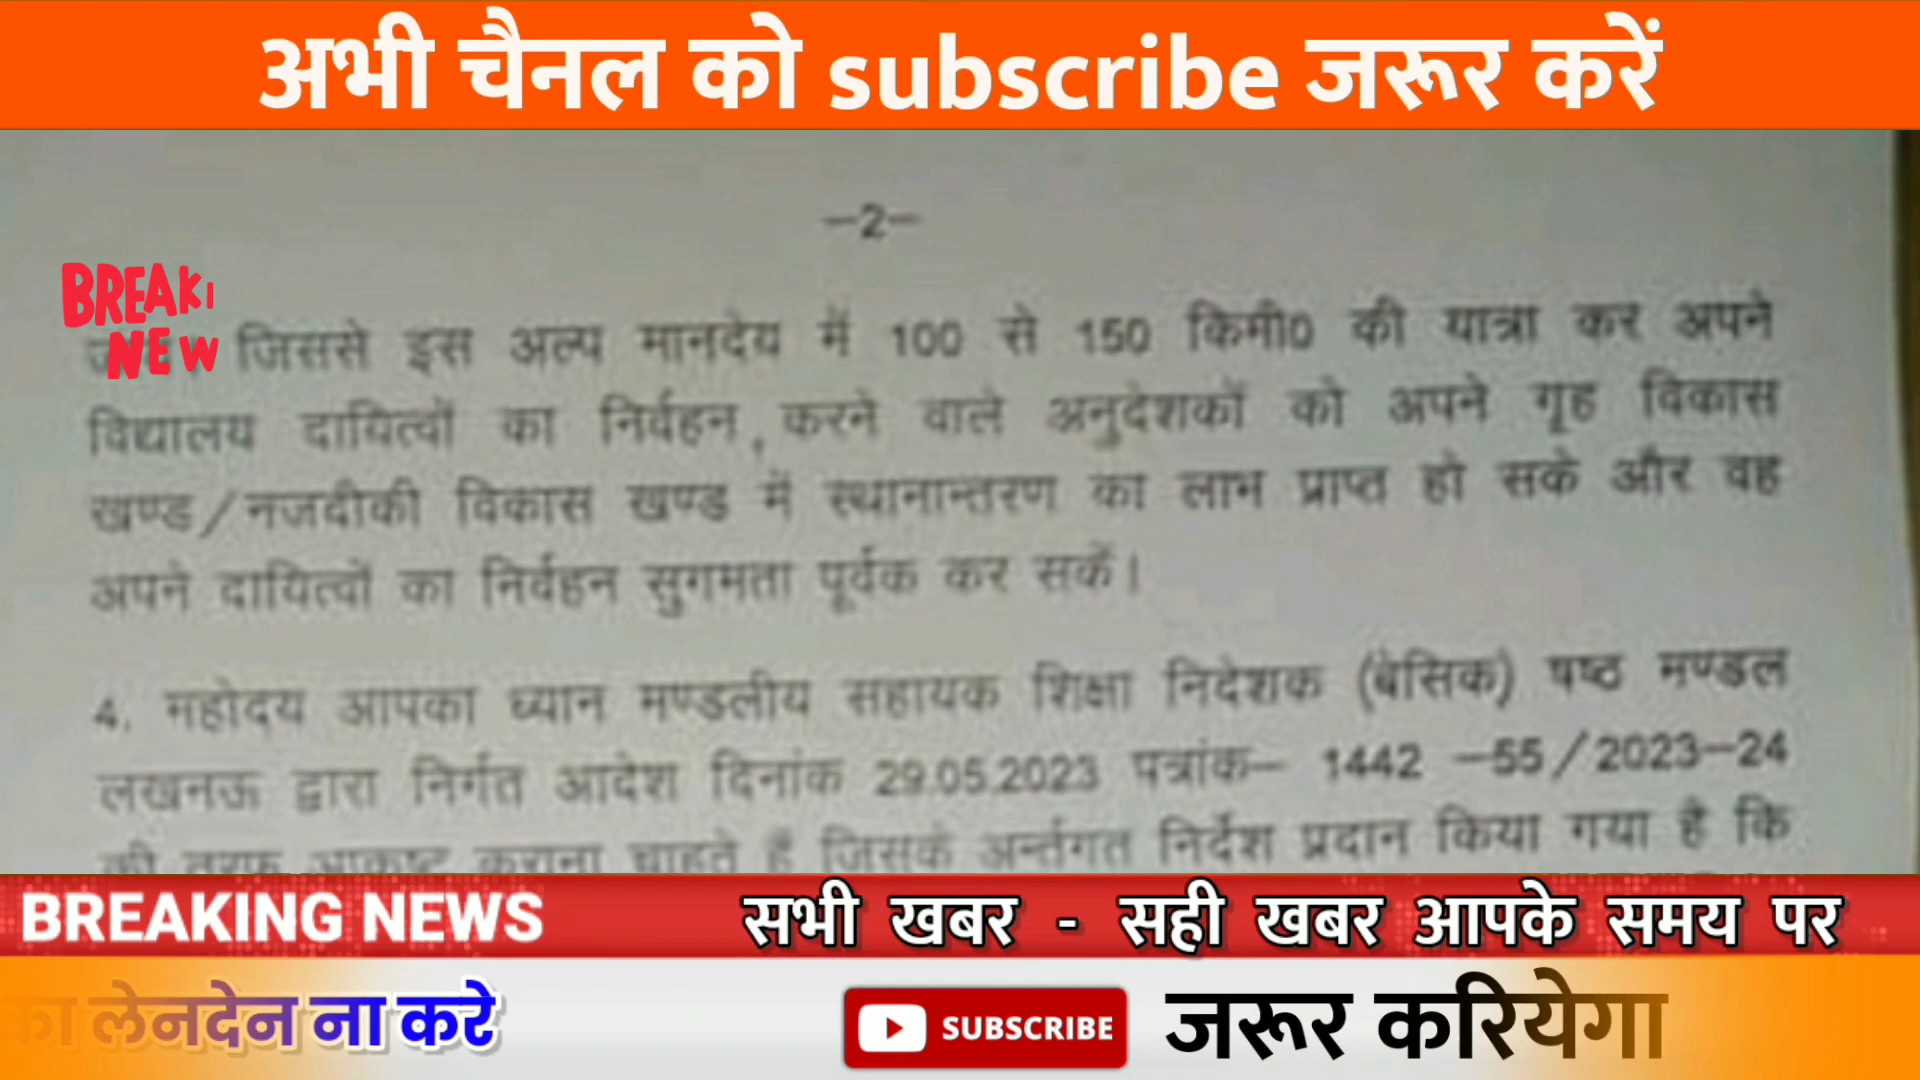 अभी चैनल को subscribe जरूर करें
-2-
BREAKI
NEW
जिससे इस अल्प मानदेय में 100 से 150 किमी0 की यात्रा कर अपने
विद्यालय दायित्वों का निर्वहन, करने वाले अनुदेशकों को अपने गृह विकास
खण्ड/नजदीकी विकास खण्ड में स्थानान्तरण का लाभ प्राप्त हो सके और वह
अपने दायित्वों का निर्वहन सुगमता पूर्वक कर सकें।
4. महोदय आपका ध्यान मण्डलीय सहायक शिक्षा निदेशक (बेसिक) षष्ठ मण्डल
लखनऊ द्वारा निर्गत आदेश दिनांक 29.05.2023 पत्रांक- 1442 -55/2023-24
की तरफ आकृष्ट कराना चाहते हैं जिसके अर्न्तगत निर्देश प्रदान किया गया है कि
BREAKING NEWS सभी खबर - सही खबर आपके समय पर
का लेनदेन ना करे SUBSCRIBE जरूर करियेगा